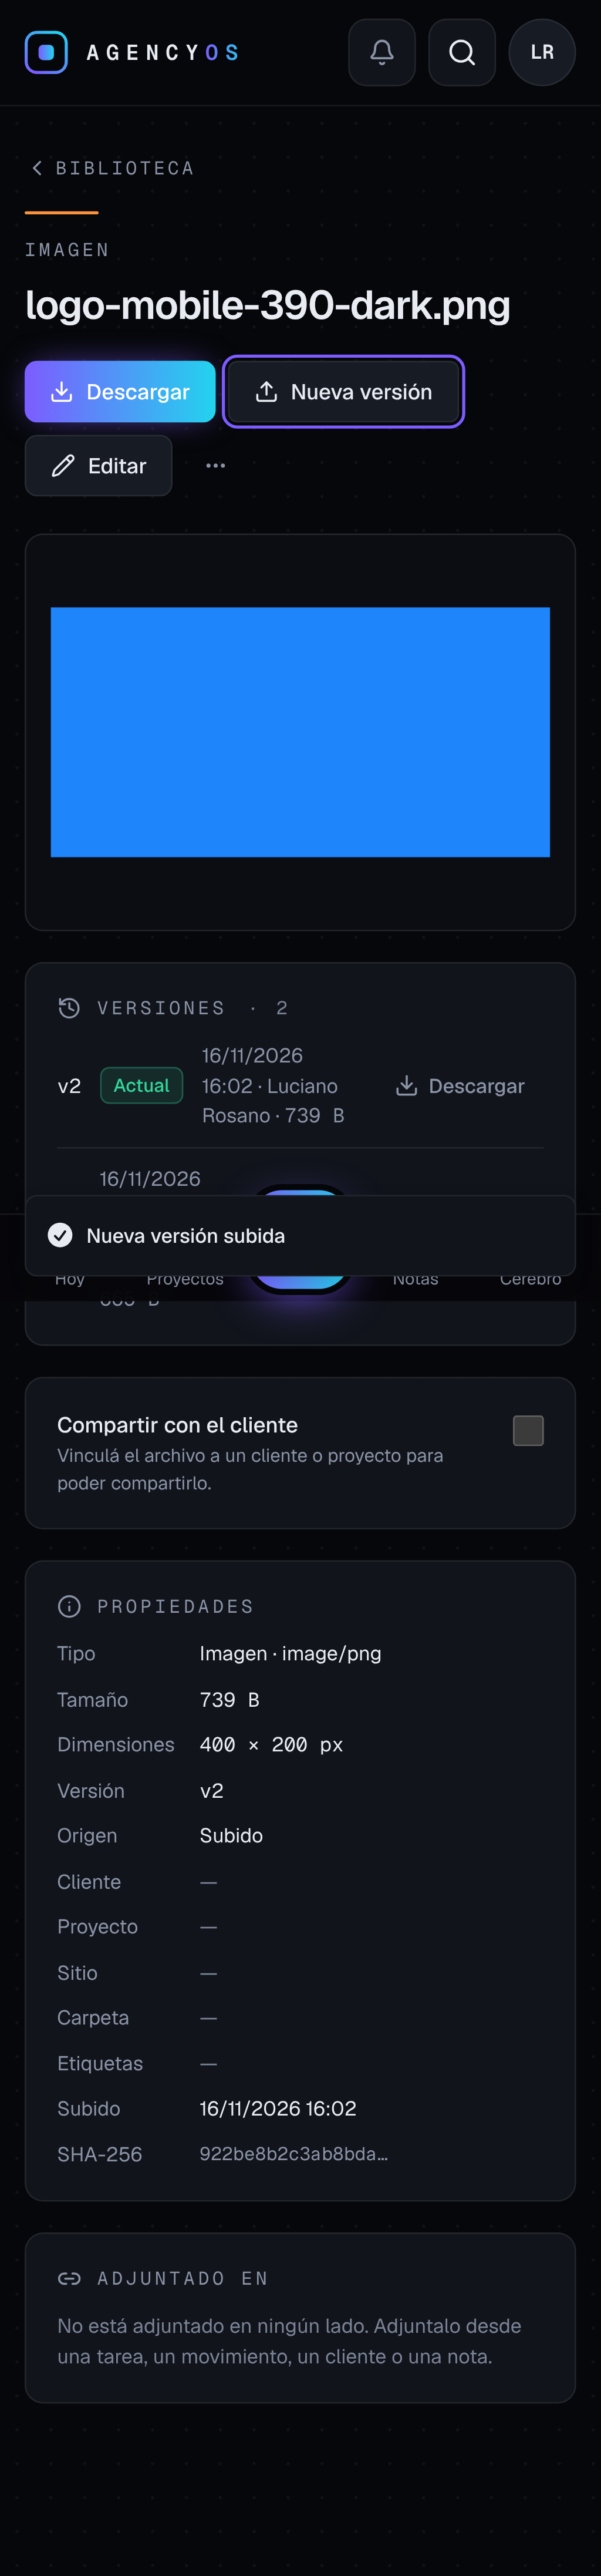 AGENCYOS
LR
BIBLIOTECA
IMAGEN
logo-mobile-390-dark.png
Descargar
Nueva versión
Editar
VERSIONES · 2
v2
Actual
16/11/2026
16:02 · Luciano
Rosano · 739 B
Descargar
16/11/2026
Nueva versión subida
Hoy
Proyectos
Notas
Cerebro
Compartir con el cliente
Vinculá el archivo a un cliente o proyecto para
poder compartirlo.
PROPIEDADES
Tipo
Imagen · image/png
Tamaño
739 B
Dimensiones
400 × 200 px
Versión
v2
Origen
Subido
Cliente
—
Proyecto
—
Sitio
—
Carpeta
—
Etiquetas
—
Subido
16/11/2026 16:02
SHA-256
922be8b2c3ab8bda…
ADJUNTADO EN
No está adjuntado en ningún lado. Adjuntalo desde
una tarea, un movimiento, un cliente o una nota.